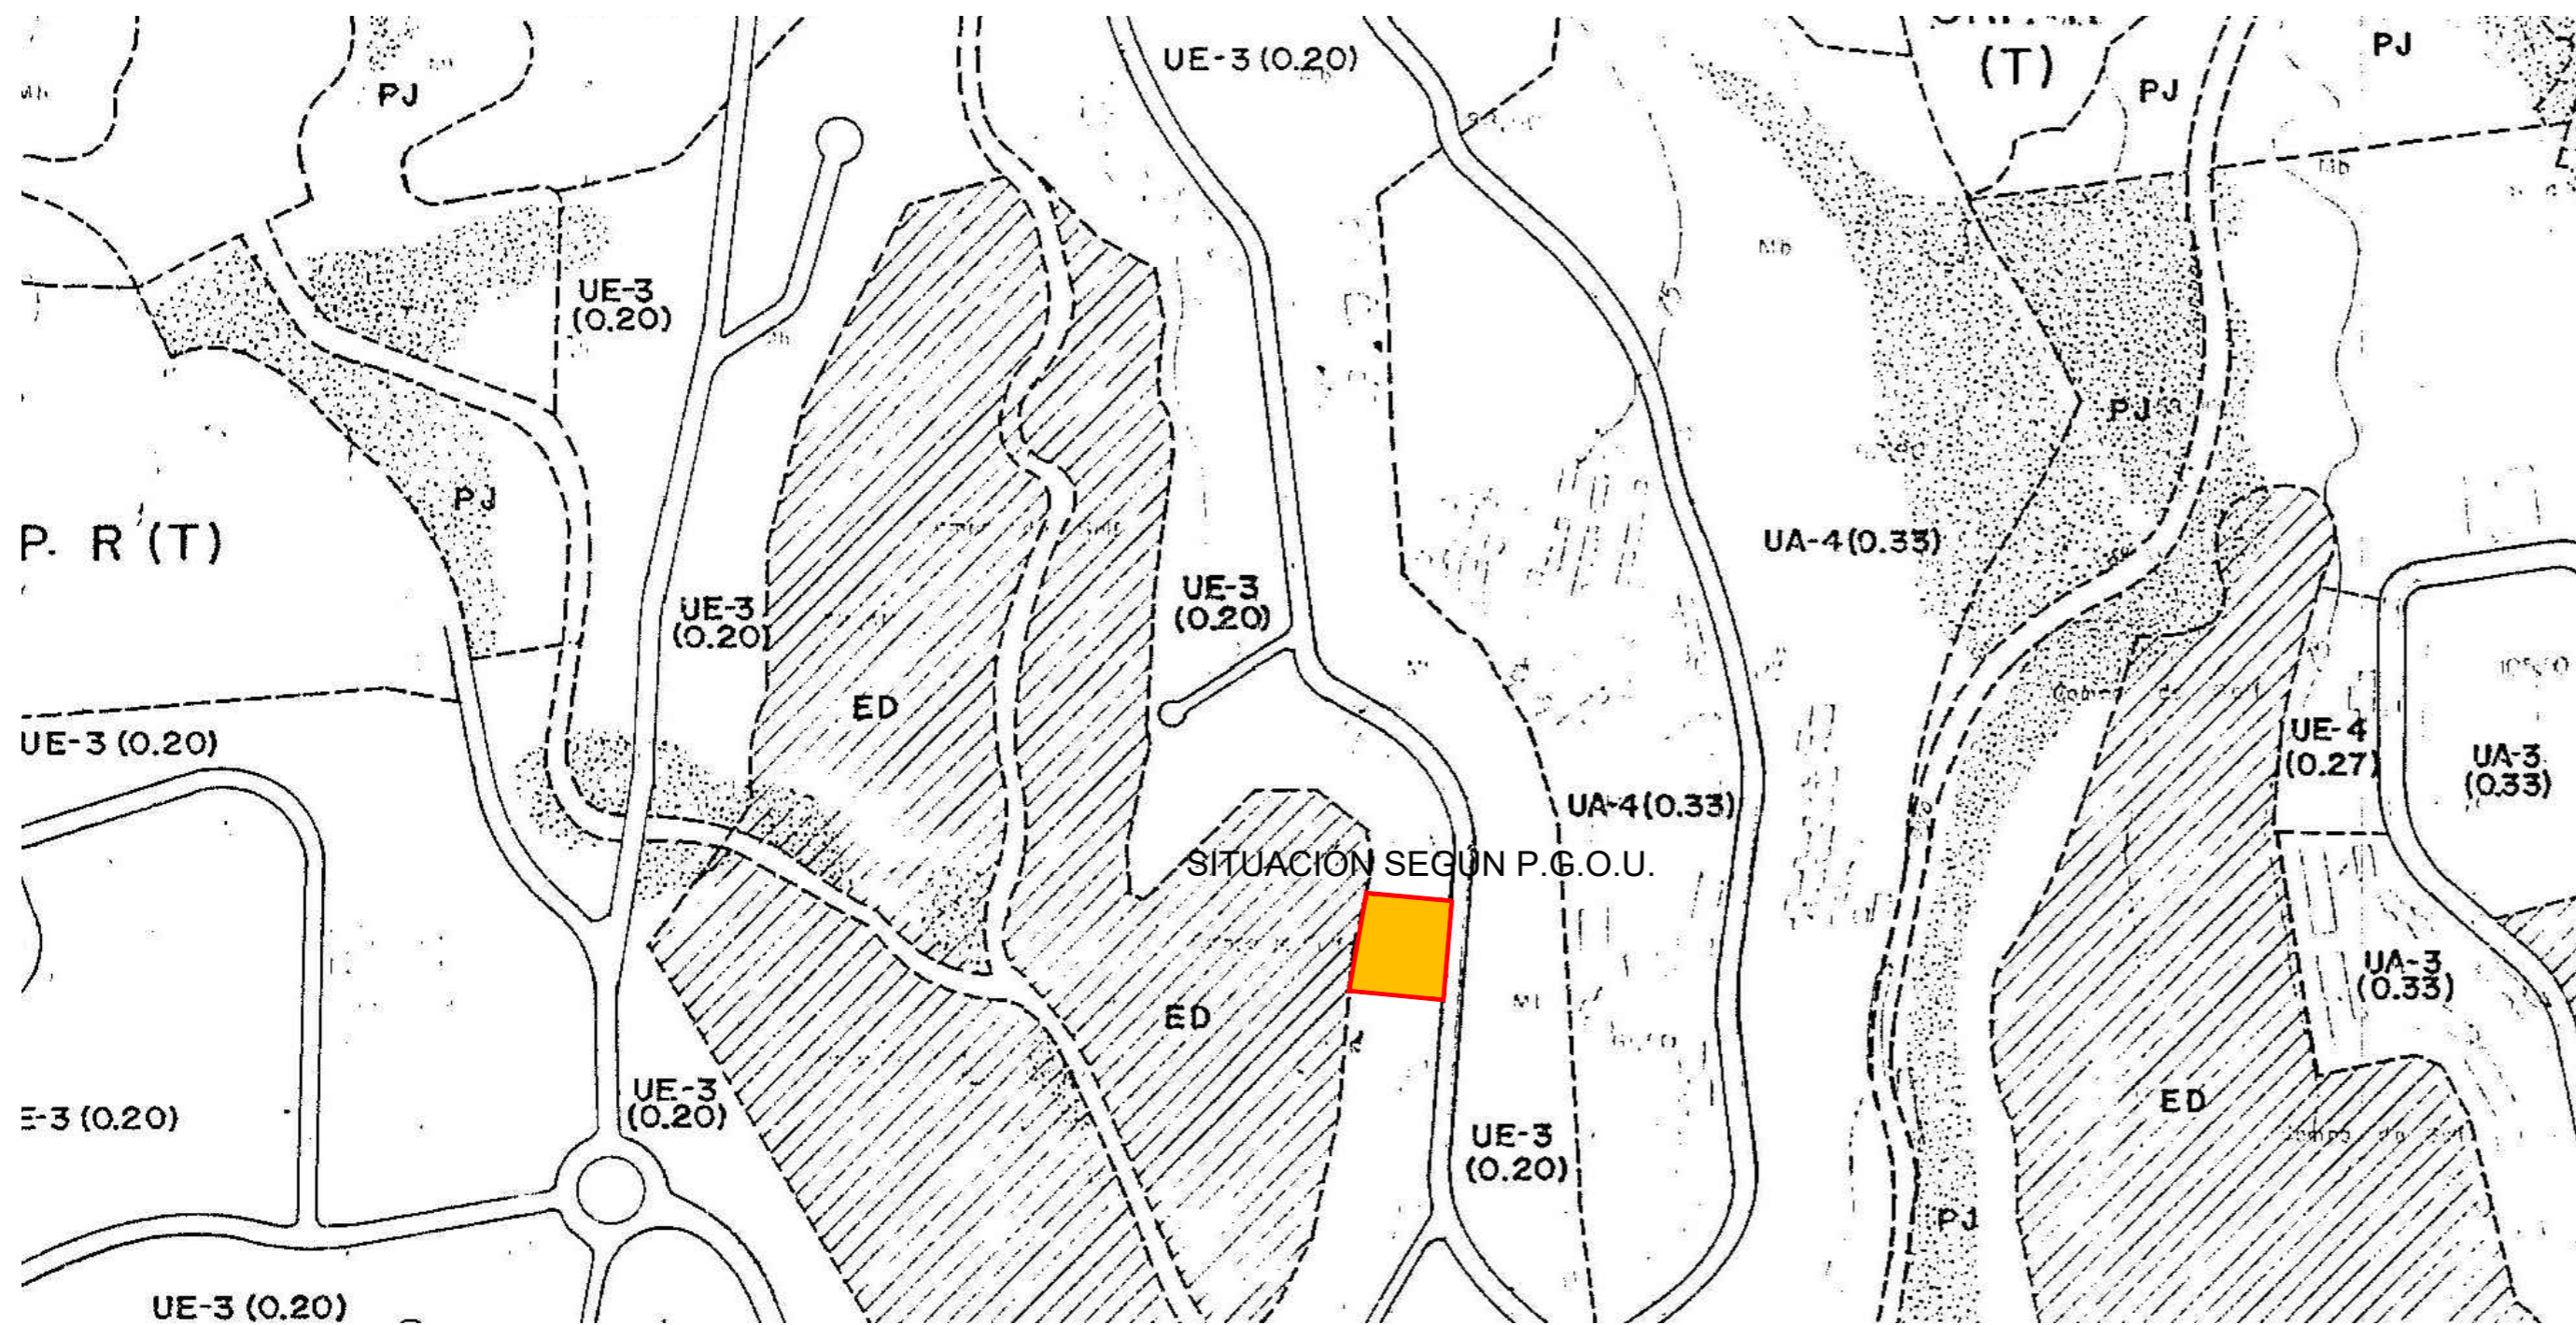 UE-3 (0.20)
(T)
PJ
PJ
PJ
Mb
Mb
UE-3
(0.20)
75
PJ
PJ
P. R (T)
UA-4(0.33)
UE-3
(0.20)
UE-3
(0.20)
ED
UE-3 (0.20)
UE-4
(0.27)
UA-3
(0.33)
UA-4(0.33)
SITUACIÓN SEGÚN P.G.O.U.
UA-3
(0.33)
ED
ED
UE-3
(0.20)
E-3 (0.20)
UE-3
(0.20)
PJ
UE-3 (0.20)